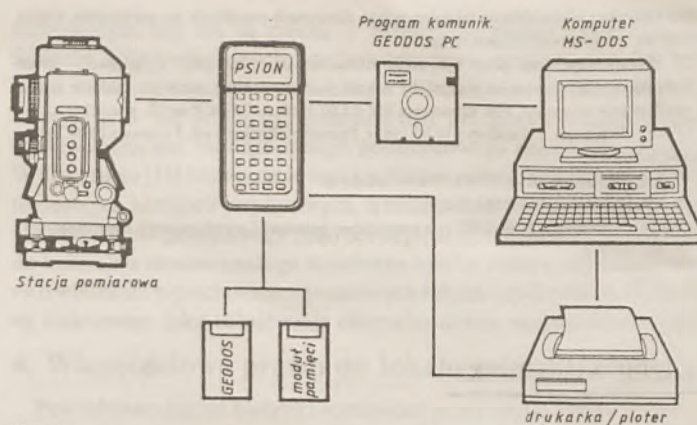 Program komunik.
GEODOS PC
Komputer
MS-DOS
PSION
Stacja pomiarowa
GEODOS
moduł
pamięci
drukarka / ploter